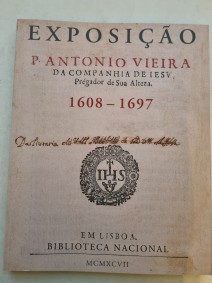 EXPOSIÇÃO
P. ANTONIO VIEIRA
DA COMPANHIA DE IESV,
Prégador de Sua Alteza.
1608 – 1697
IHS
EM LISBOA,
BIBLIOTECA NACIONAL
MCMXCVII